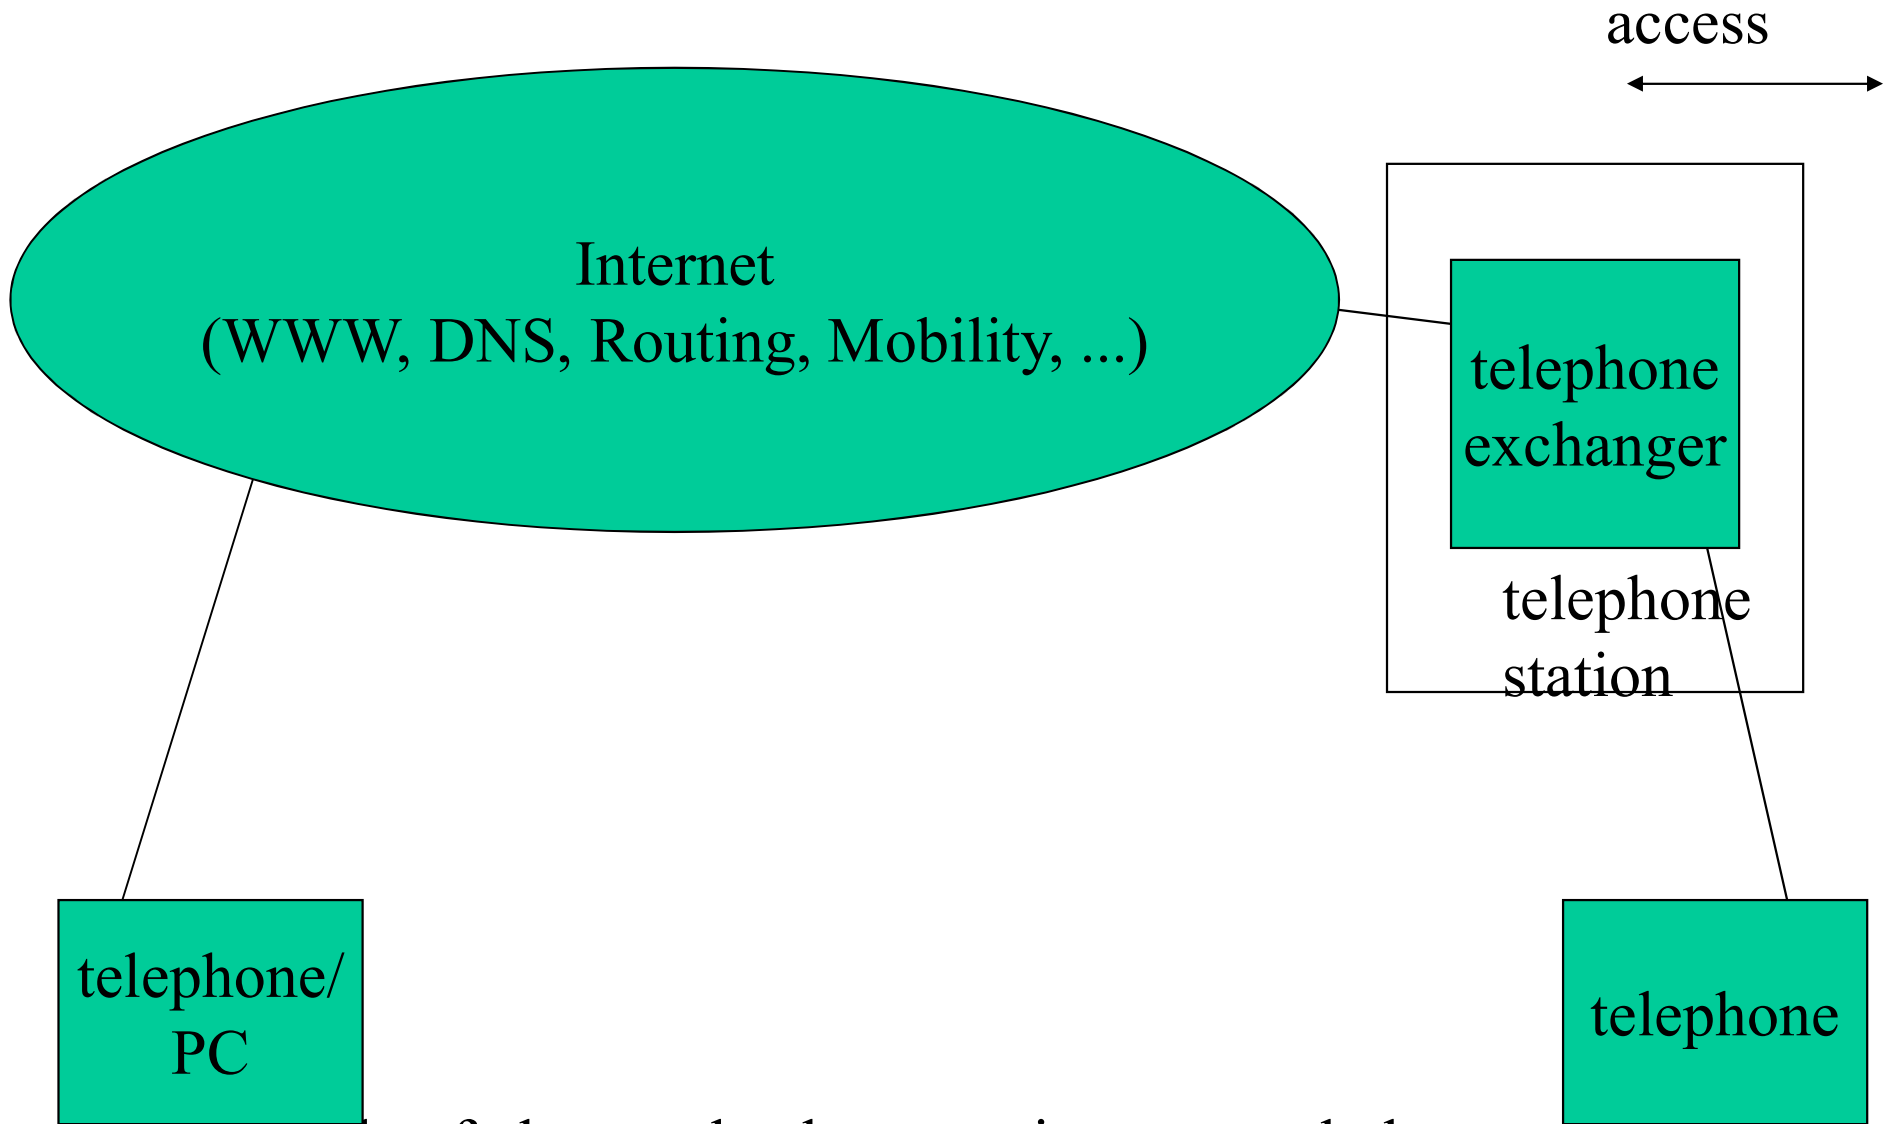 access
Internet
(WWW, DNS, Routing, Mobility, ...)
telephone
exchanger
telephone
station
telephone/
PC
telephone